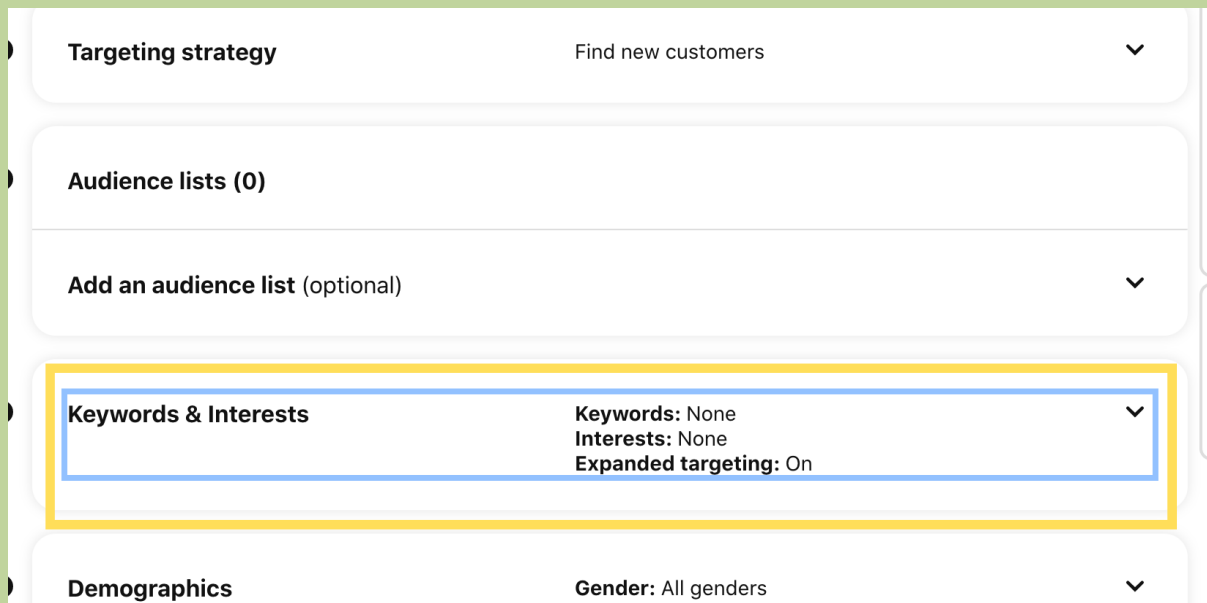 Targeting strategy Find new customers
Audience lists (0)
Add an audience list (optional)
Keywords & Interests Keywords: None
Interests: None
Expanded targeting: On
Demographics Gender: All genders